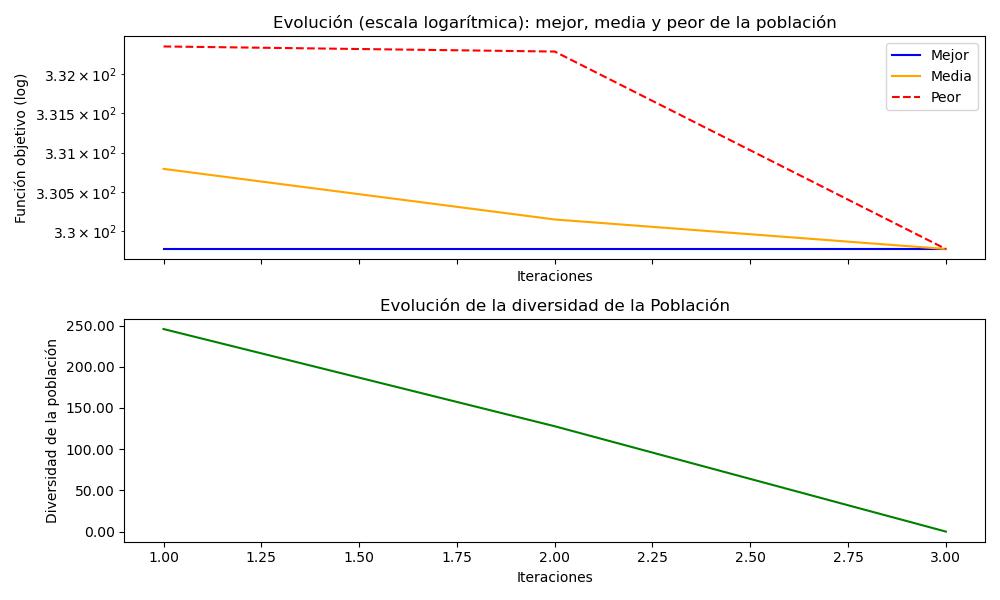 Evolución (escala logarítmica): mejor, media y peor de la población
Función objetivo (log)
3.32 × 10²
3.315 × 10²
3.31 × 10²
3.305 × 10²
3.3 × 10²
Mejor
Media
Peor
Iteraciones
Evolución de la diversidad de la Población
Diversidad de la población
250.00
200.00
150.00
100.00
50.00
0.00
1.00 1.25 1.50 1.75 2.00 2.25 2.50 2.75 3.00
Iteraciones